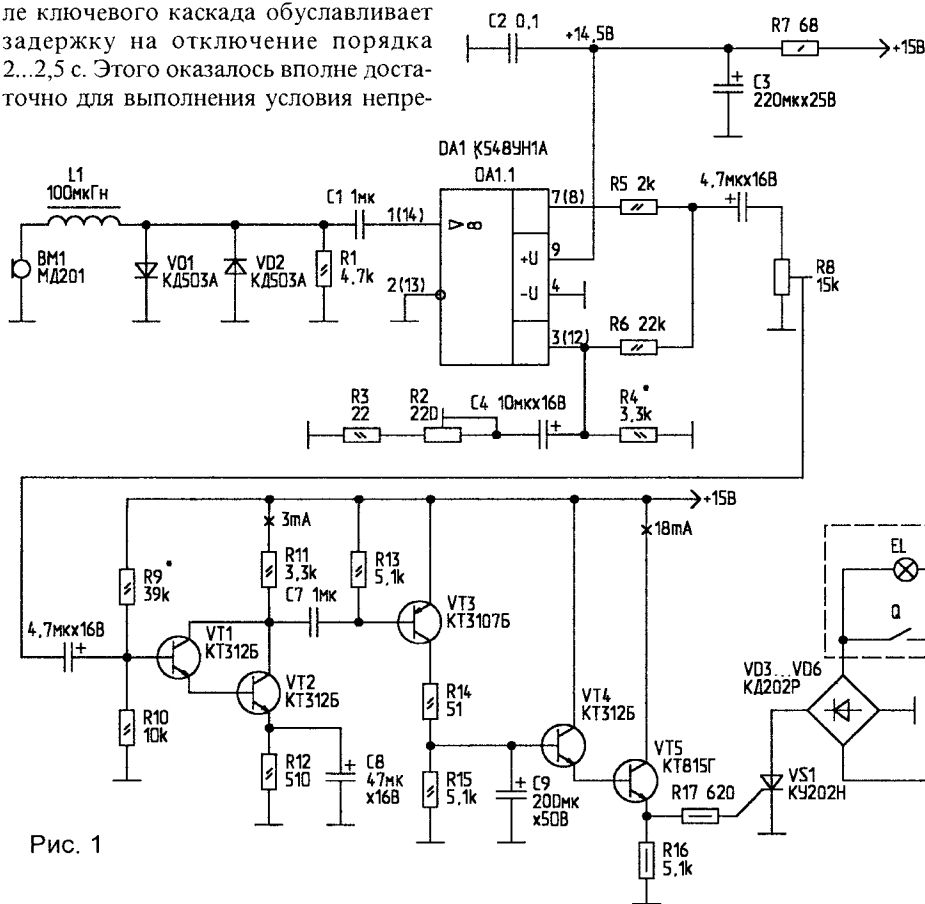 ле ключевого каскада обуславливает
задержку на отключение порядка
2...2,5 с. Этого оказалось вполне доста-
точно для выполнения условия непре-
C2 0,1
+14,5В
R7 68
+15В
C3
220мкх25В
DA1 К548УН1А
DA1.1
L1
100мкГн
C1 1мк
1(14)
▷ ∞
7(8)
R5 2k
4,7мкх16В
BM1
МД201
VD1
КД503А
VD2
КД503А
R1
4,7k
2(13)
+U
9
-U
4
R8
15k
3(12)
R6 22k
R3
22
R2
220
C4 10мкх16В
R4*
3,3k
+15В
3mA
18mA
R9*
39k
R11
3,3k
R13
5,1k
C7 1мк
EL
Q
4,7мкх16В
VT1
КТ312Б
VT3
КТ3107Б
VT2
КТ312Б
VD3...VD6
КД202Р
R10
10k
R14
51
VT4
КТ312Б
VT5
КТ815Г
R12
510
C8
47мк
х16В
R15
5,1k
C9
200мк
х50В
R17 620
VS1
КУ202Н
R16
5,1k
Рис. 1